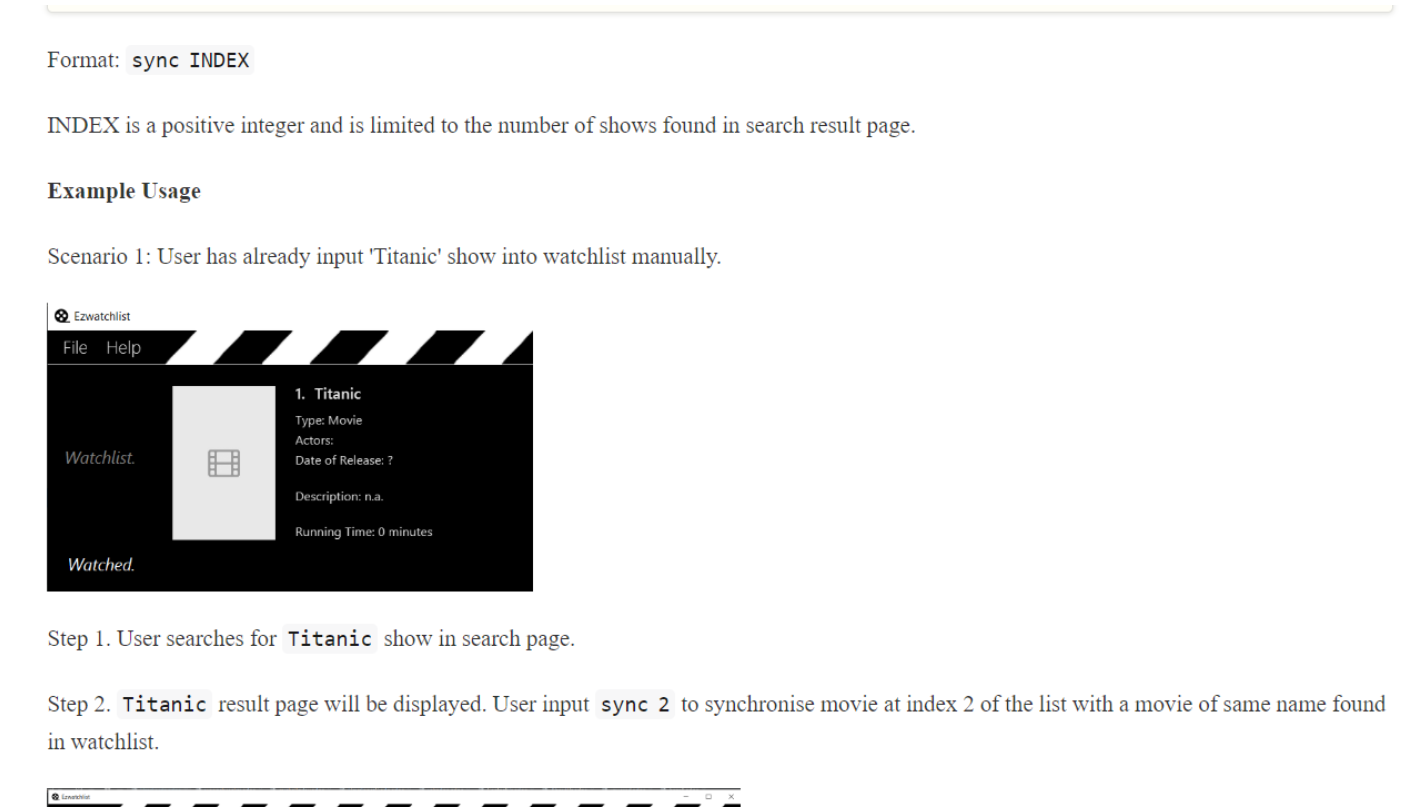 Format: sync INDEX
INDEX is a positive integer and is limited to the number of shows found in search result page.
Example Usage
Scenario 1: User has already input 'Titanic' show into watchlist manually.
Ezwatchlist
File Help
1. Titanic
Type: Movie
Actors:
Watchlist.
Date of Release: ?
Description: n.a.
Running Time: 0 minutes
Watched.
Step 1. User searches for Titanic show in search page.
Step 2. Titanic result page will be displayed. User input sync 2 to synchronise movie at index 2 of the list with a movie of same name found
in watchlist.
Ezwatchlist